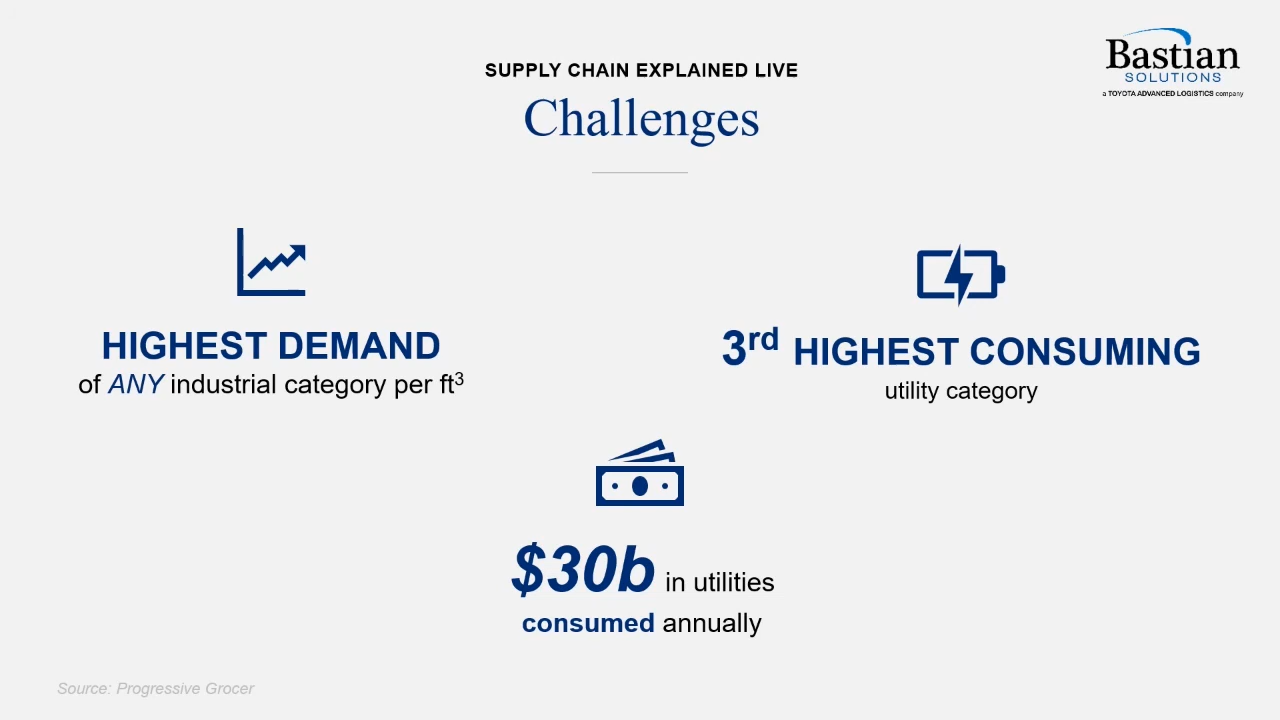 SUPPLY CHAIN EXPLAINED LIVE
Challenges
Bastian
SOLUTIONS
a TOYOTA ADVANCED LOGISTICS company
HIGHEST DEMAND
of ANY industrial category per ft³
3rd HIGHEST CONSUMING
utility category
$30b in utilities
consumed annually
Source: Progressive Grocer